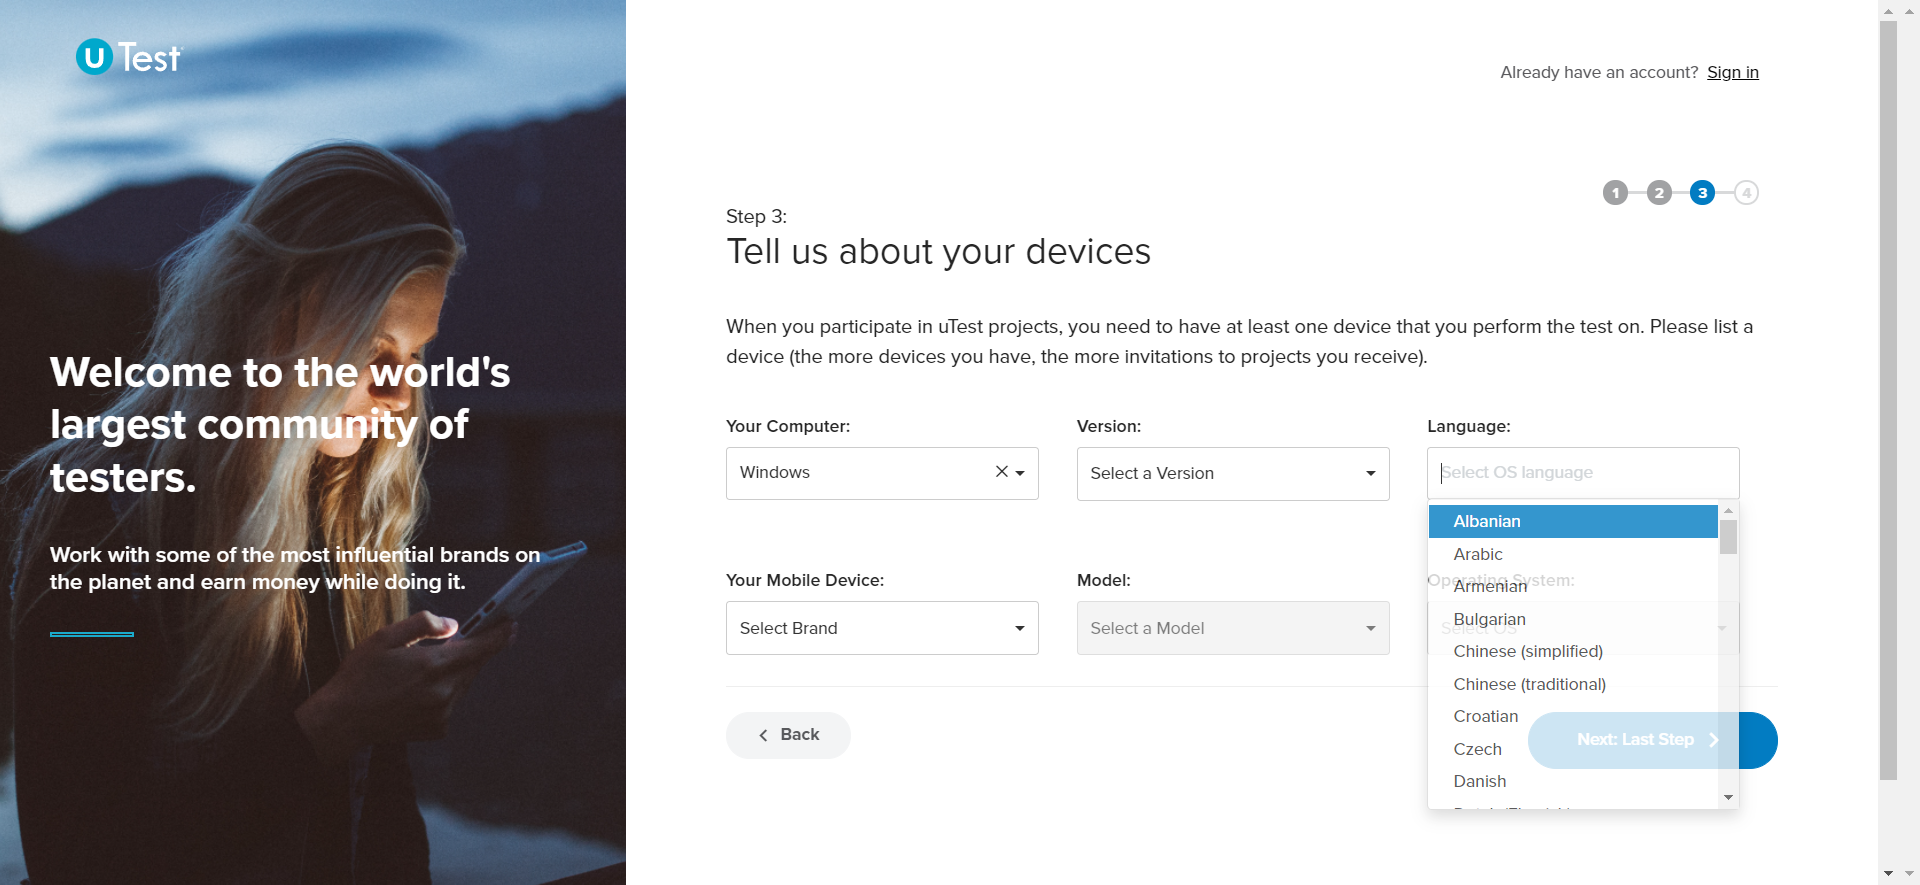 U Test
Already have an account? Sign in
1 2 3 4
Step 3:
Tell us about your devices
When you participate in uTest projects, you need to have at least one device that you perform the test on. Please list a
device (the more devices you have, the more invitations to projects you receive).
Welcome to the world's
largest community of
testers.
Work with some of the most influential brands on
the planet and earn money while doing it.
Your Computer: Version: Language:
Windows Select a Version Select OS language
Albanian
Arabic
Your Mobile Device: Model: Operating System:
Armenian
Bulgarian
Select Brand Select a Model Select OS
Chinese (simplified)
Chinese (traditional)
Croatian
Back Next: Last Step
Czech
Danish